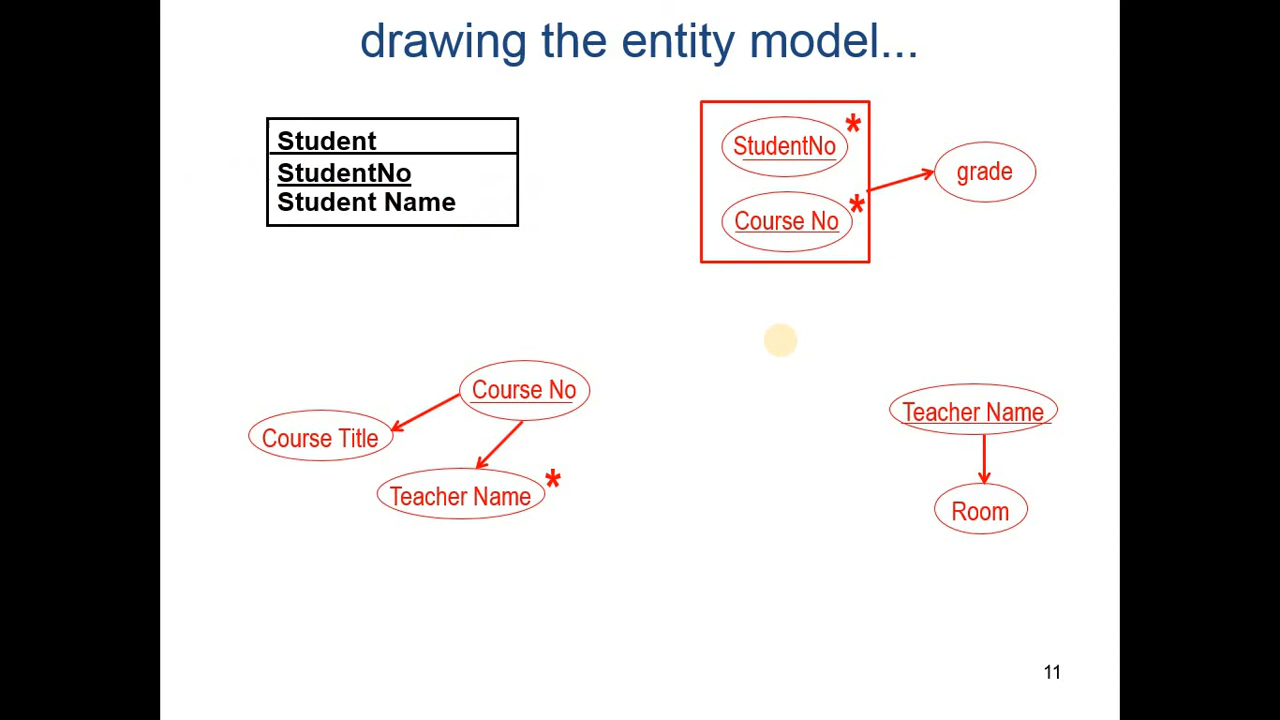 drawing the entity model...
Student
StudentNo
Student Name
StudentNo *
Course No *
grade
Course No
Course Title
Teacher Name *
Teacher Name
Room
11